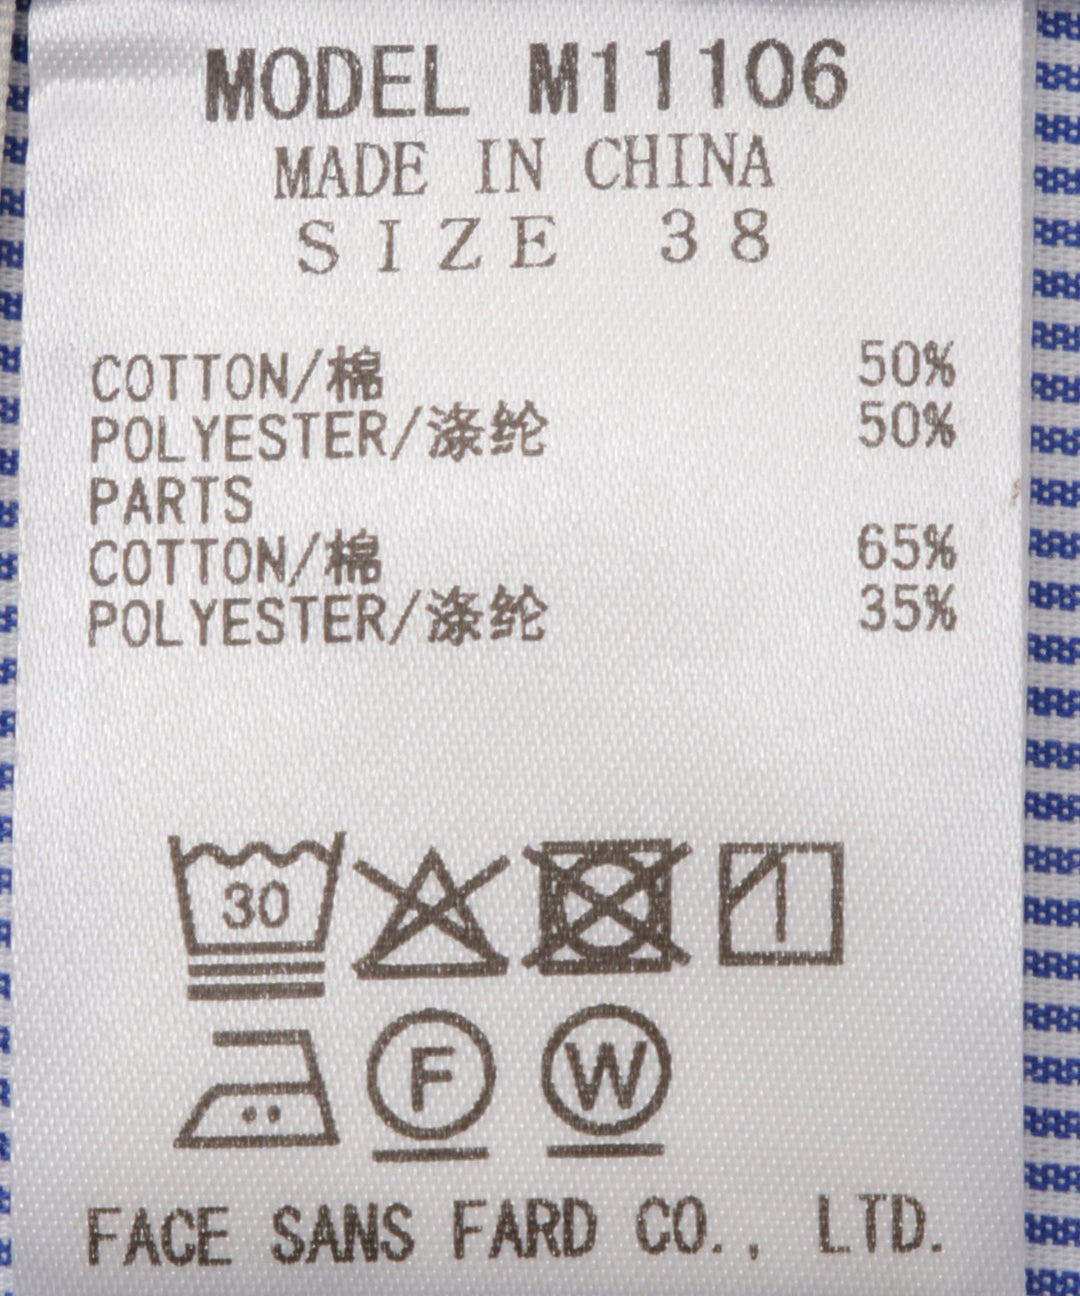 MODEL M11106
MADE IN CHINA
SIZE 38
COTTON/棉 50%
POLYESTER/涤纶 50%
PARTS
COTTON/棉 65%
POLYESTER/涤纶 35%
30
F W
FACE SANS FARD CO., LTD.